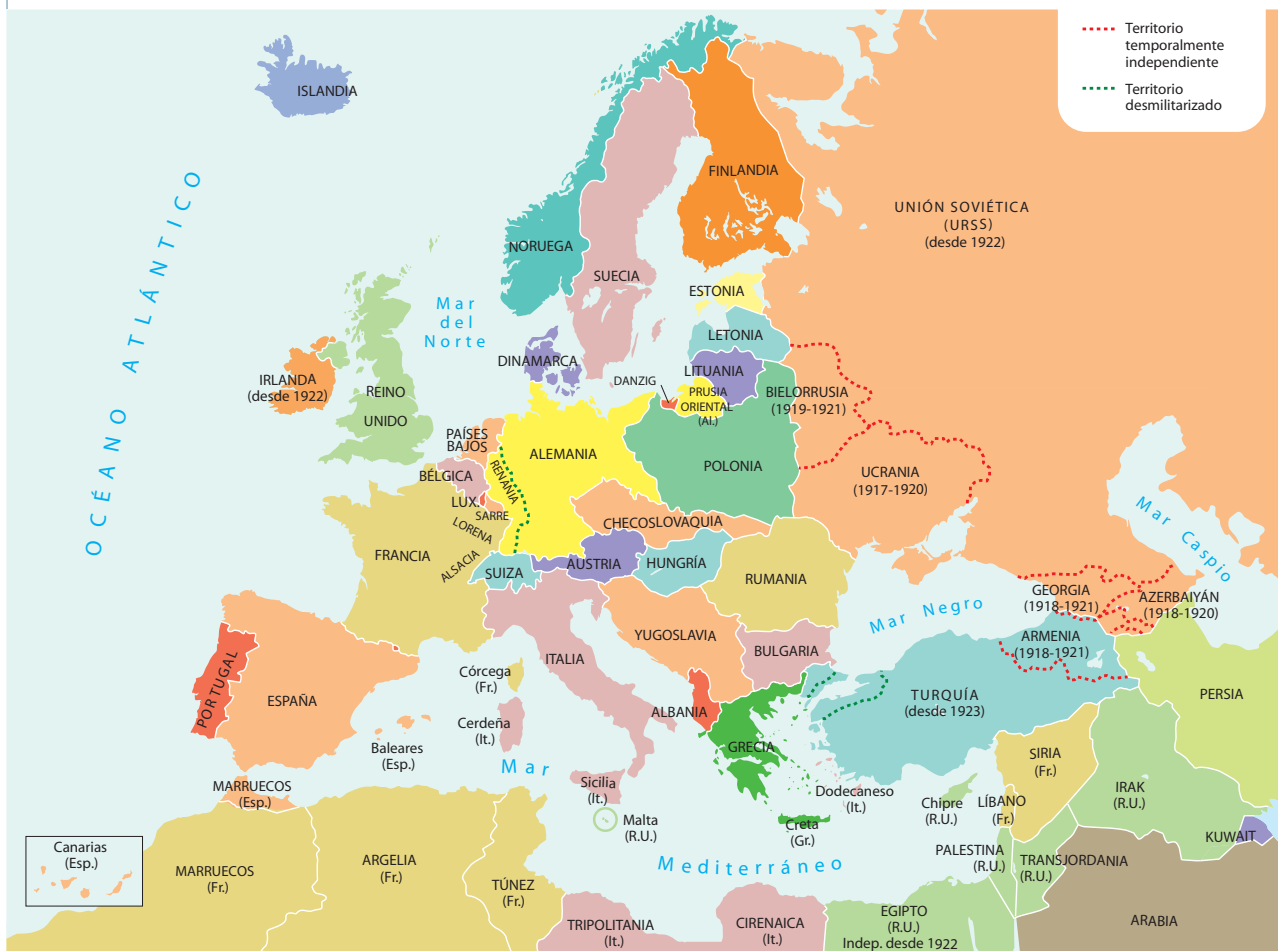 Territorio
temporalmente
independiente
Territorio
desmilitarizado
ISLANDIA
OCÉANO ATLÁNTICO
FINLANDIA
UNIÓN SOVIÉTICA
(URSS)
(desde 1922)
NORUEGA
SUECIA
ESTONIA
Mar
del
Norte
LETONIA
DINAMARCA
LITUANIA
IRLANDA
(desde 1922)
REINO
UNIDO
DANZIG
PRUSIA
ORIENTAL
(Al.)
BIELORRUSIA
(1919-1921)
PAÍSES
BAJOS
ALEMANIA
RENANIA
POLONIA
UCRANIA
(1917-1920)
BÉLGICA
LUX.
SARRE
LORENA
ALSACIA
CHECOSLOVAQUIA
FRANCIA
SUIZA
AUSTRIA
HUNGRÍA
RUMANIA
Mar Caspio
Mar Negro
GEORGIA
(1918-1921)
AZERBAIYÁN
(1918-1920)
ARMENIA
(1918-1921)
YUGOSLAVIA
BULGARIA
ITALIA
PORTUGAL
ESPAÑA
Córcega
(Fr.)
Cerdeña
(It.)
ALBANIA
TURQUÍA
(desde 1923)
PERSIA
Baleares
(Esp.)
GRECIA
SIRIA
(Fr.)
Mar
Mediterráneo
MARRUECOS
(Esp.)
Sicilia
(It.)
Malta
(R.U.)
Dodecaneso
(It.)
Creta
(Gr.)
Chipre
(R.U.)
LÍBANO
(Fr.)
IRAK
(R.U.)
KUWAIT
Canarias
(Esp.)
MARRUECOS
(Fr.)
ARGELIA
(Fr.)
TÚNEZ
(Fr.)
PALESTINA
(R.U.)
TRANSJORDANIA
(R.U.)
TRIPOLITANIA
(It.)
CIRENAICA
(It.)
EGIPTO
(R.U.)
Indep. desde 1922
ARABIA